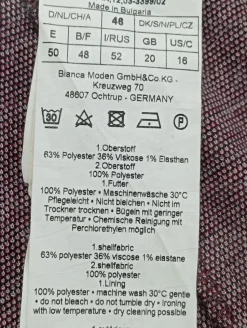 12,03-3399/02
Made in Bulgaria
D/NL/CH/A 46 DK/S/N/PL/CZ
E B/F I/RUS GB US/C
50 48 52 20 16
Bianca Moden GmbH&Co.KG.
Kreuzweg 70
48607 Ochtrup - GERMANY
30
P
1.Oberstoff
63% Polyester 36% Viskose 1% Elasthan
2.Oberstoff
100% Polyester
1.Futter
100% Polyester • Maschinenwäsche 30°C
Pflegeleicht • Nicht bleichen • Nicht im
Trockner trocknen • Bügeln mit geringer
Temperatur • Chemische Reinigung mit
Perchlorethylen möglich
1.shellfabric
63% polyester 36% viscose 1% elastane
2.shellfabric
100% polyester
1.Lining
100% polyester • machine wash 30°C gentle
• do not bleach • do not tumble dry • ironing
with low temperature • dry cleaning possible